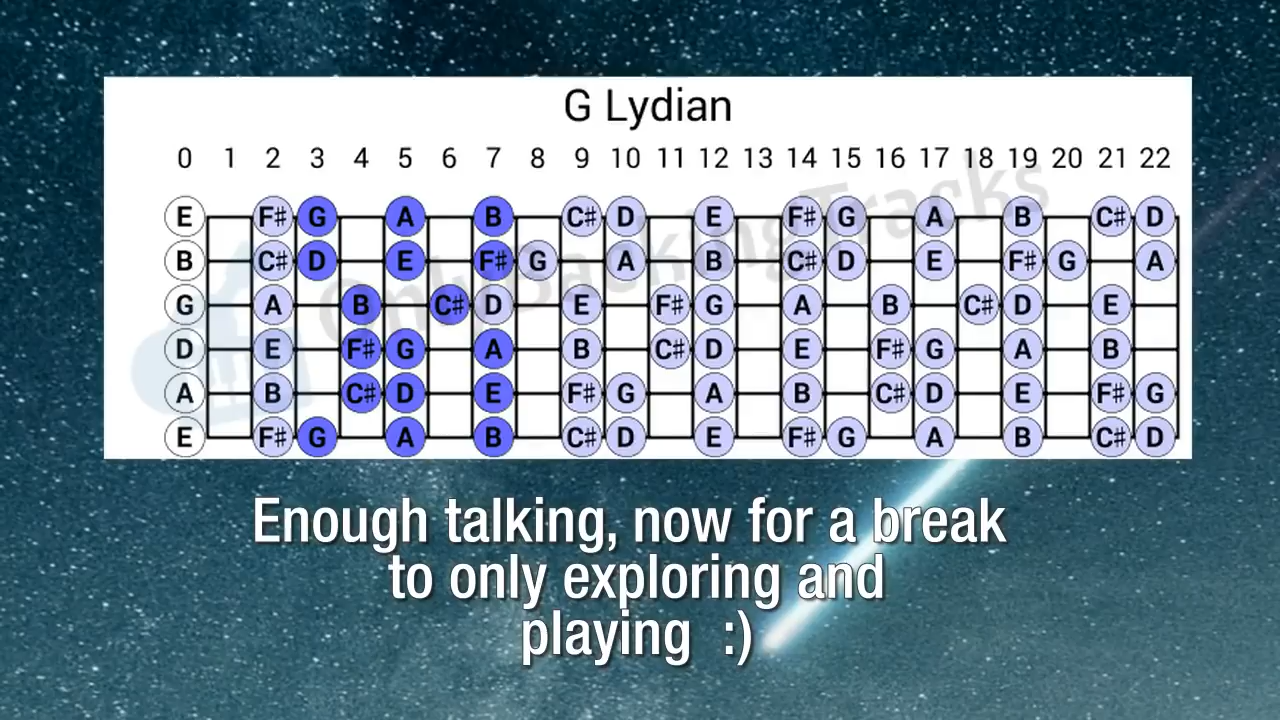 G Lydian
0 1 2 3 4 5 6 7 8 9 10 11 12 13 14 15 16 17 18 19 20 21 22
E F# G A B C# D E F# G A B C# D
B C# D E F# G A B C# D E F# G A
G A B C# D E F# G A B C# D E
D E F# G A B C# D E F# G A B
A B C# D E F# G A B C# D E F# G
E F# G A B C# D E F# G A B C# D
OnlyBackingTracks
Enough talking, now for a break
to only exploring and
playing :)